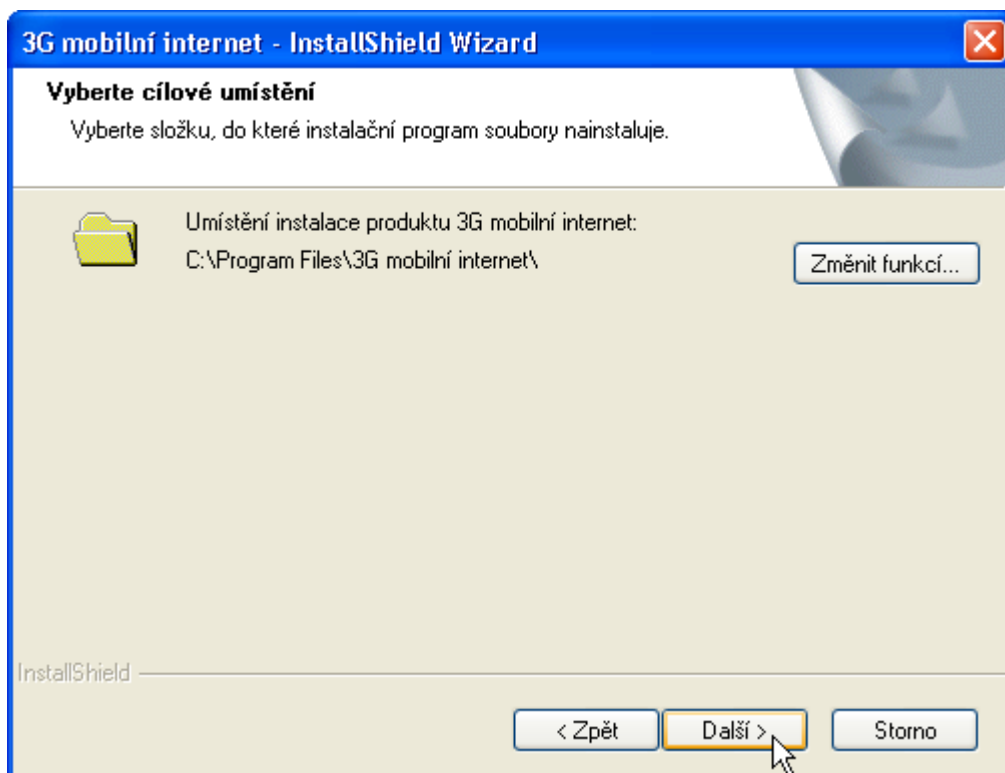 3G mobilní internet - InstallShield Wizard
Vyberte cílové umístění
Vyberte složku, do které instalační program soubory nainstaluje.
Umístění instalace produktu 3G mobilní internet:
C:\Program Files\3G mobilní internet\
Změnit funkcí...
InstallShield
< Zpět
Další >
Storno